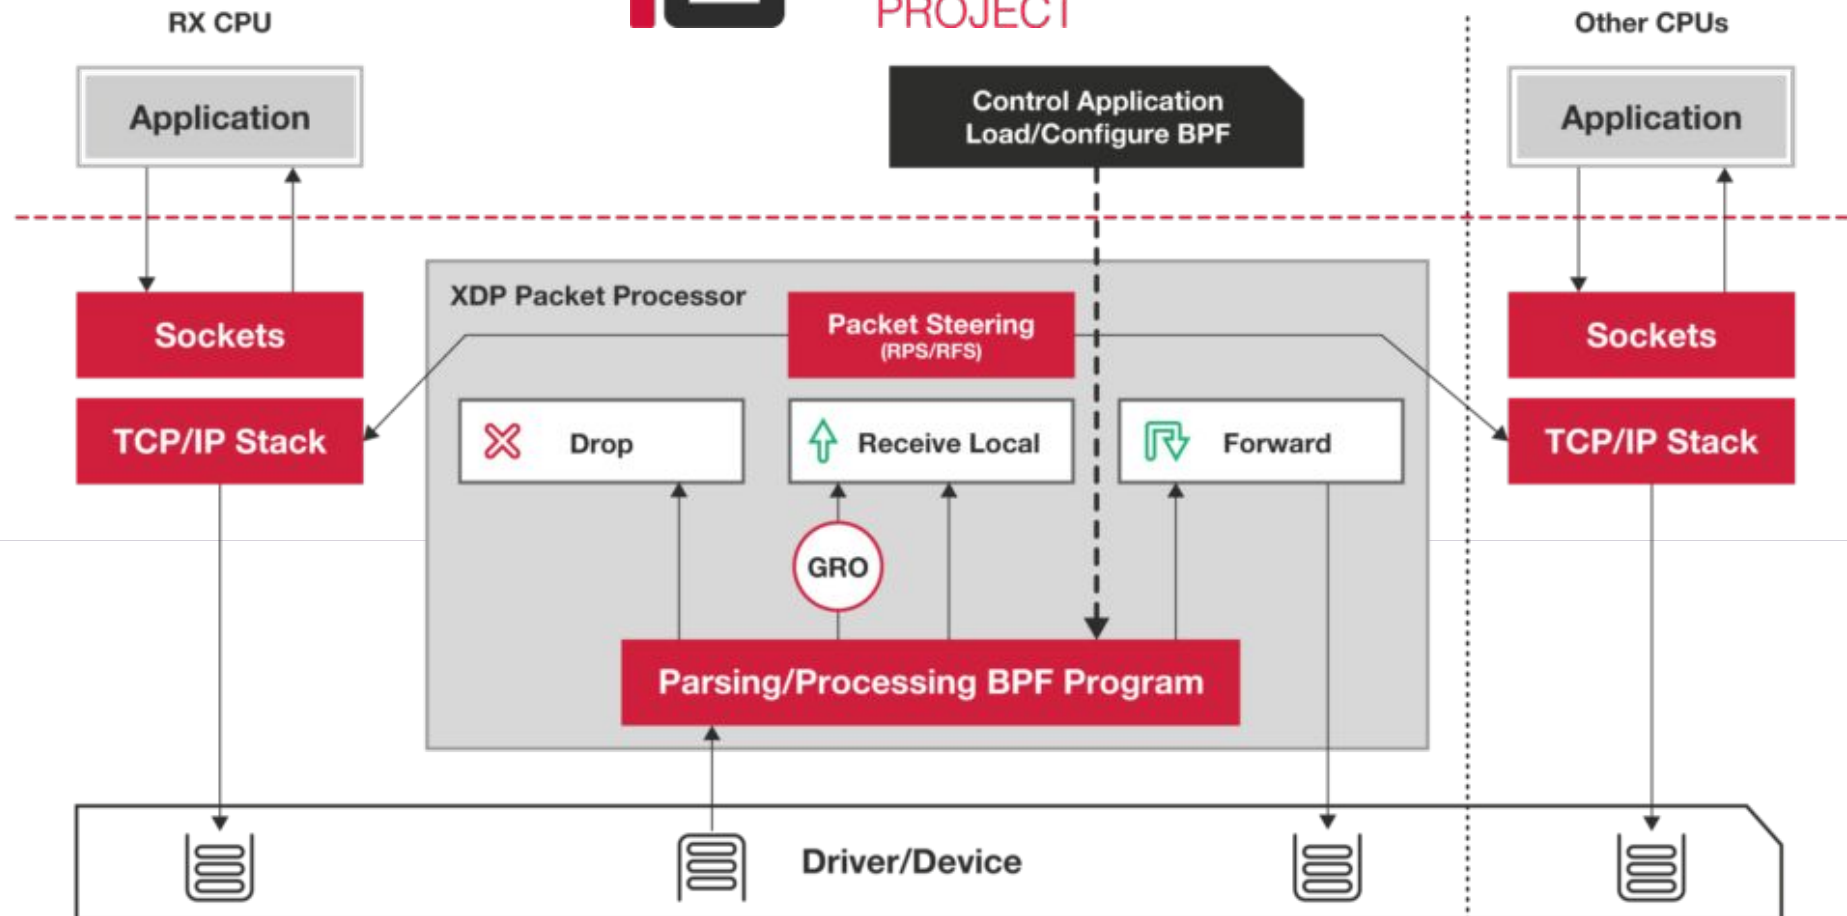 RX CPU
PROJECT
Other CPUs
Application
Control Application
Load/Configure BPF
Application
XDP Packet Processor
Sockets
Packet Steering
(RPS/RFS)
Sockets
TCP/IP Stack
Drop
Receive Local
Forward
TCP/IP Stack
GRO
Parsing/Processing BPF Program
Driver/Device